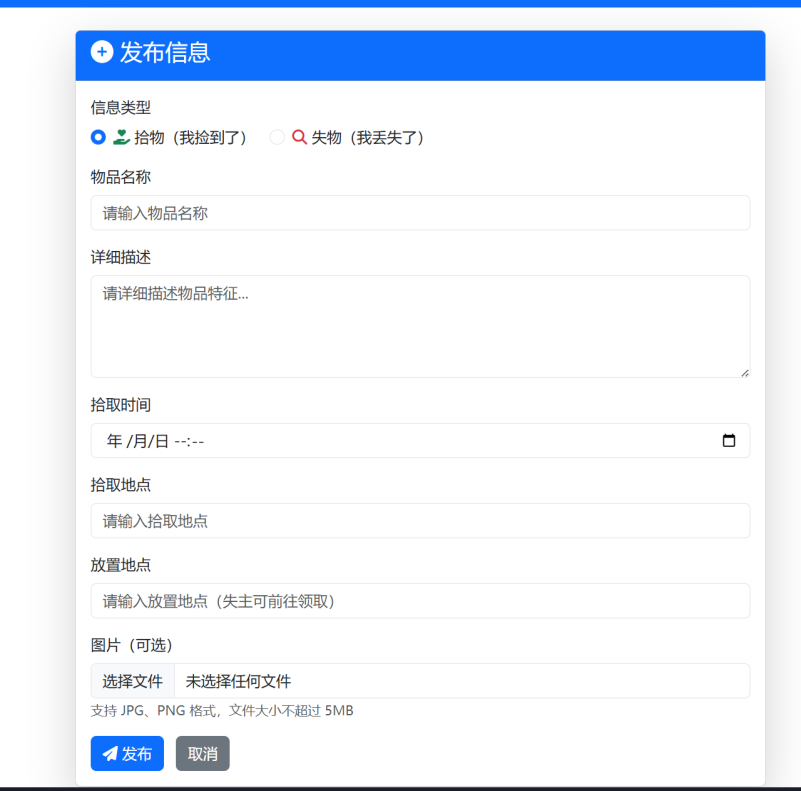 发布信息
信息类型
拾物（我捡到了） 失物（我丢失了）
物品名称
请输入物品名称
详细描述
请详细描述物品特征...
拾取时间
年 /月/日 --:--
拾取地点
请输入拾取地点
放置地点
请输入放置地点（失主可前往领取）
图片（可选）
选择文件 未选择任何文件
支持 JPG、PNG 格式，文件大小不超过 5MB
发布 取消